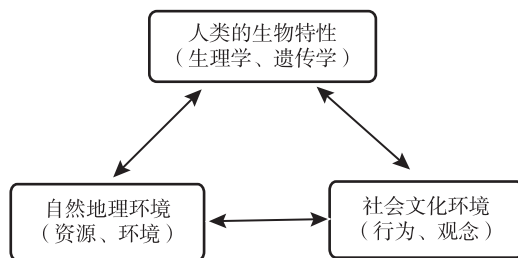 人类的生物特性
（生理学、遗传学）
自然地理环境
（资源、环境）
社会文化环境
（行为、观念）